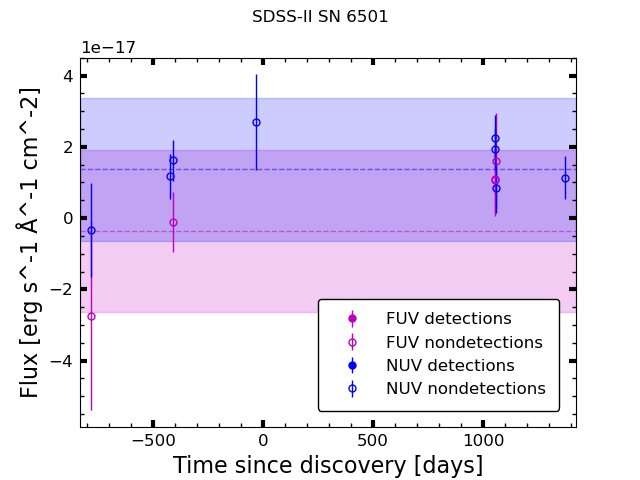 SDSS-II SN 6501
1e−17
4
2
0
−2
−4
Flux [erg s^-1 Å^-1 cm^-2]
FUV detections
FUV nondetections
NUV detections
NUV nondetections
−500 0 500 1000
Time since discovery [days]